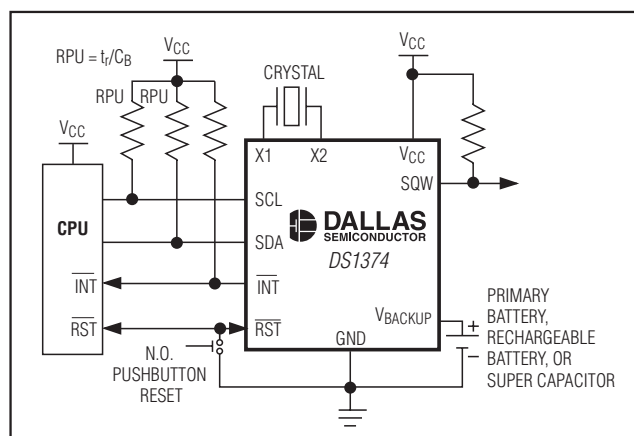 RPU = tr/CB
VCC
RPU
RPU
CRYSTAL
VCC
VCC
X1
X2
VCC
SQW
CPU
SCL
SDA
DALLAS
SEMICONDUCTOR
DS1374
INT
INT
RST
RST
VBACKUP
GND
N.O.
PUSHBUTTON
RESET
+
−
PRIMARY
BATTERY,
RECHARGEABLE
BATTERY, OR
SUPER CAPACITOR